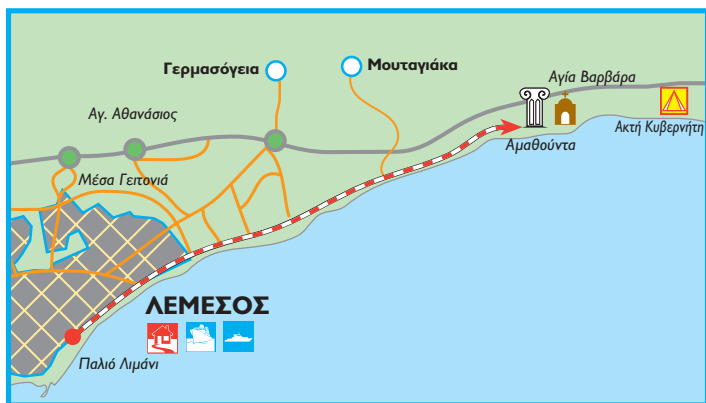 Γερμασόγεια
Μουταγιάκα
Αγία Βαρβάρα
Αγ. Αθανάσιος
Ακτή Κυβερνήτη
Αμαθούντα
Μέσα Γειτονιά
ΛΕΜΕΣΟΣ
Παλιό Λιμάνι